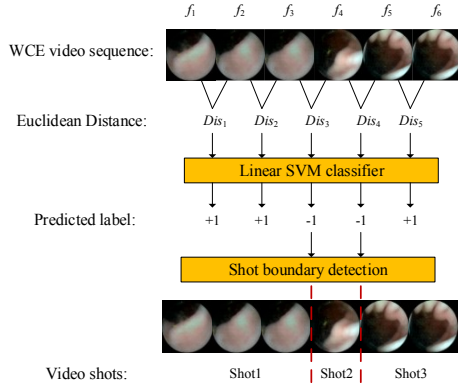 f1 f2 f3 f4 f5 f6
WCE video sequence:
Euclidean Distance: Dis1 Dis2 Dis3 Dis4 Dis5
Linear SVM classifier
Predicted label: +1 +1 -1 -1 +1
Shot boundary detection
Video shots: Shot1 Shot2 Shot3